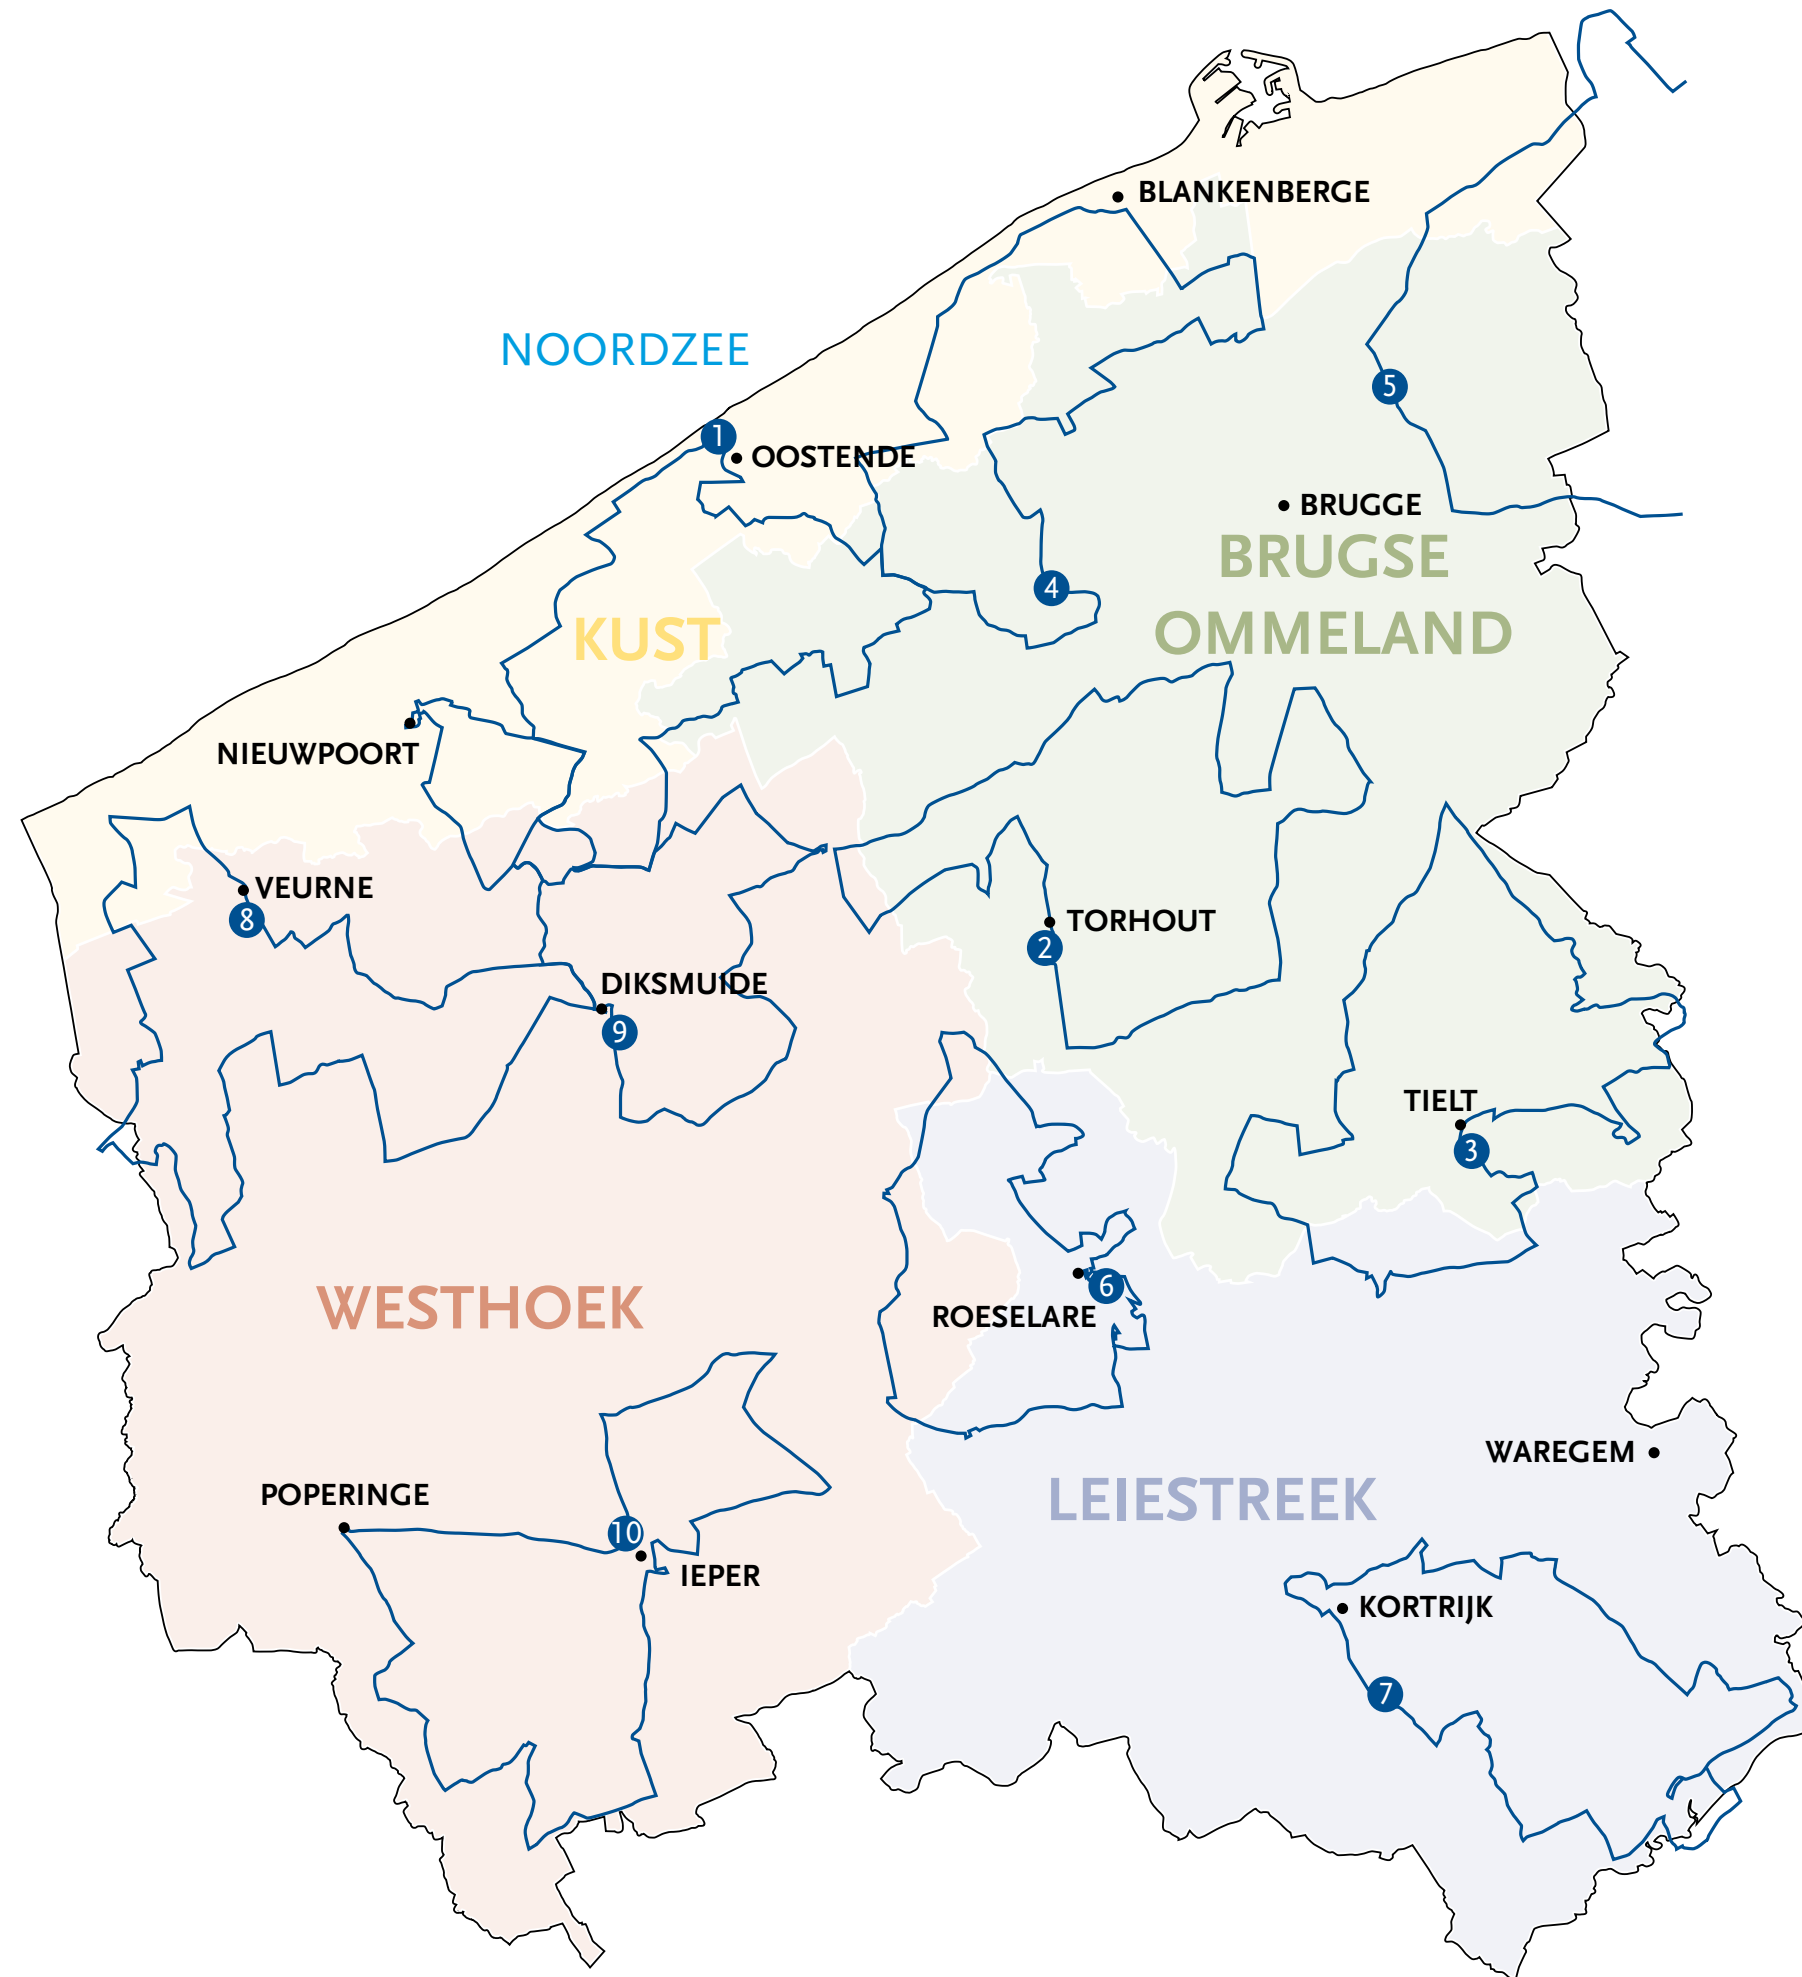 BLANKENBERGE
NOORDZEE
5
1
OOSTENDE
BRUGGE
BRUGSE
OMMELAND
4
KUST
NIEUWPOORT
VEURNE
8
TORHOUT
2
DIKSMUIDE
9
TIELT
3
WESTHOEK
6
ROESELARE
WAREGEM
LEIESTREEK
POPERINGE
10
IEPER
KORTRIJK
7